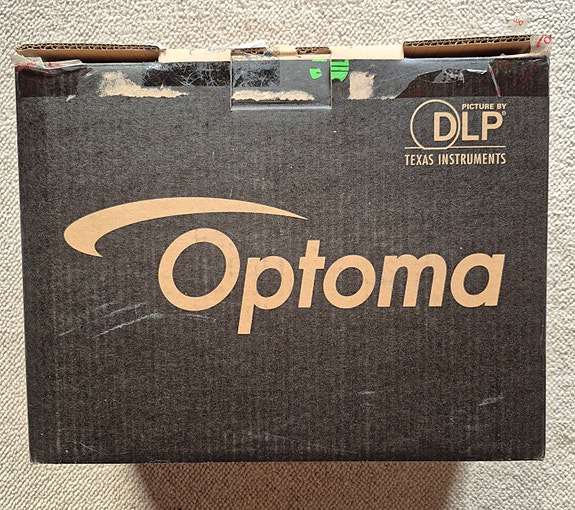 PICTURE BY
DLP®
TEXAS INSTRUMENTS
Optoma